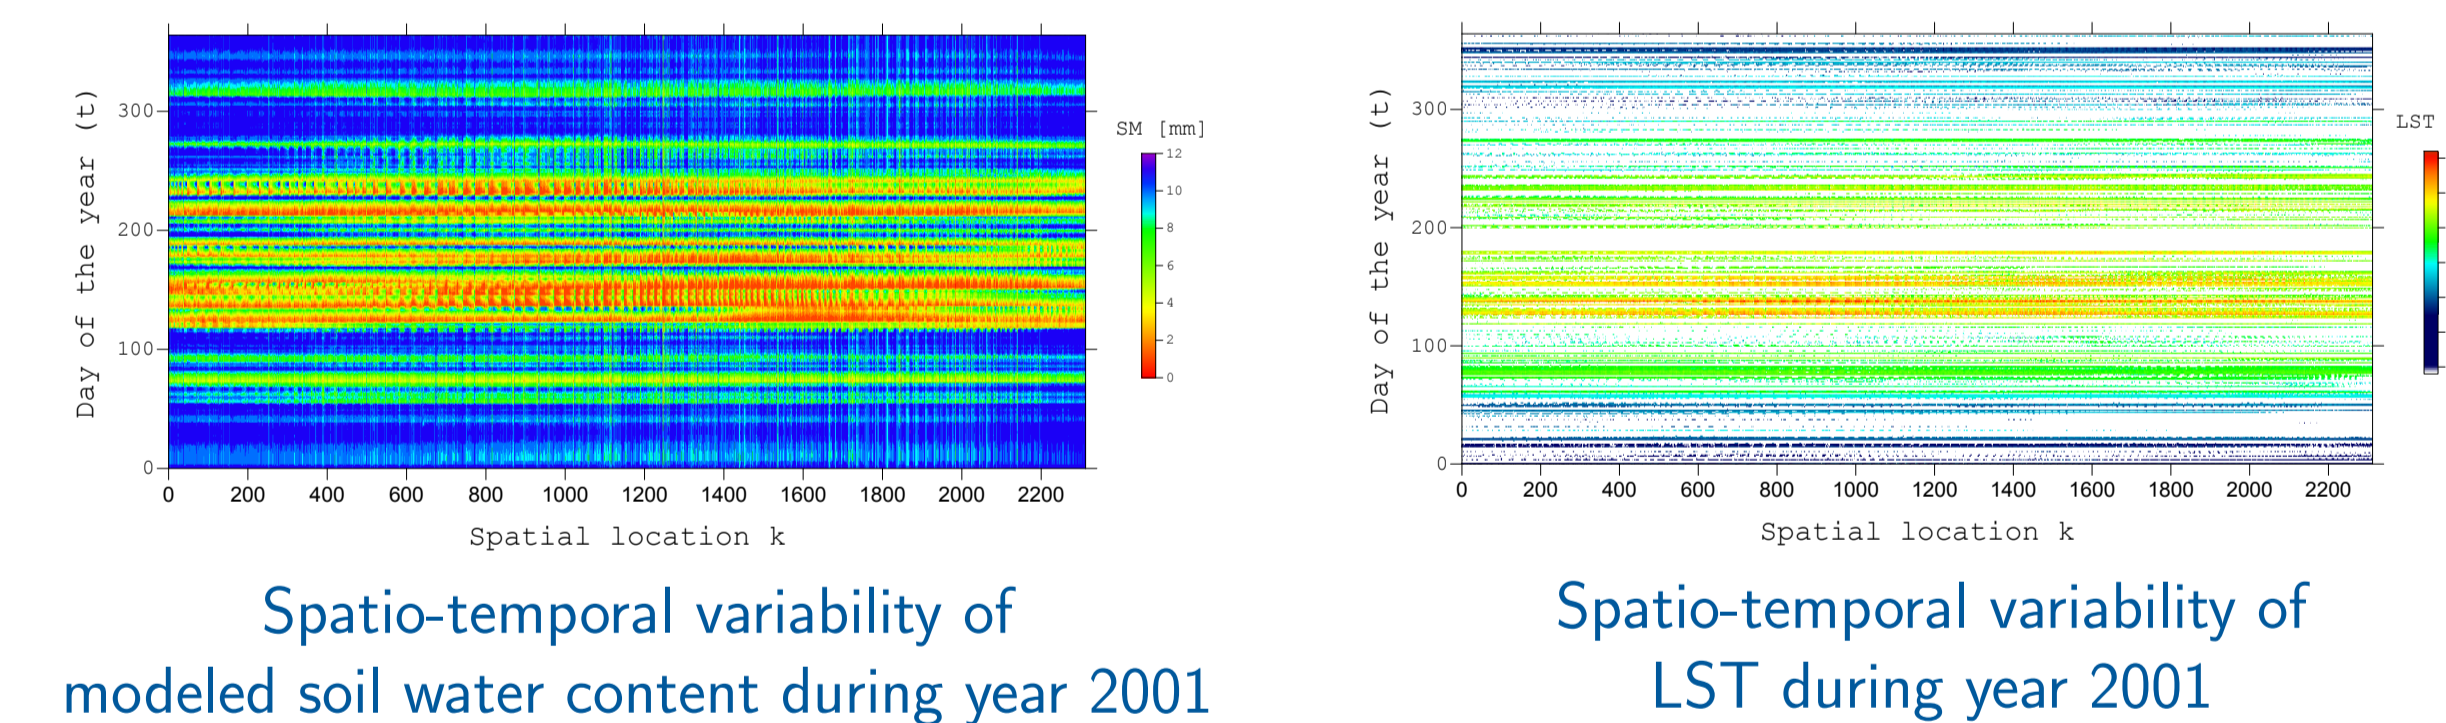 SM [mm]
12
10
8
6
4
2
0
Day of the year (t)
300
200
100
0
0 200 400 600 800 1000 1200 1400 1600 1800 2000 2200
Spatial location k
Spatio-temporal variability of
modeled soil water content during year 2001
LST
Day of the year (t)
300
200
100
0
0 200 400 600 800 1000 1200 1400 1600 1800 2000 2200
Spatial location k
Spatio-temporal variability of
LST during year 2001